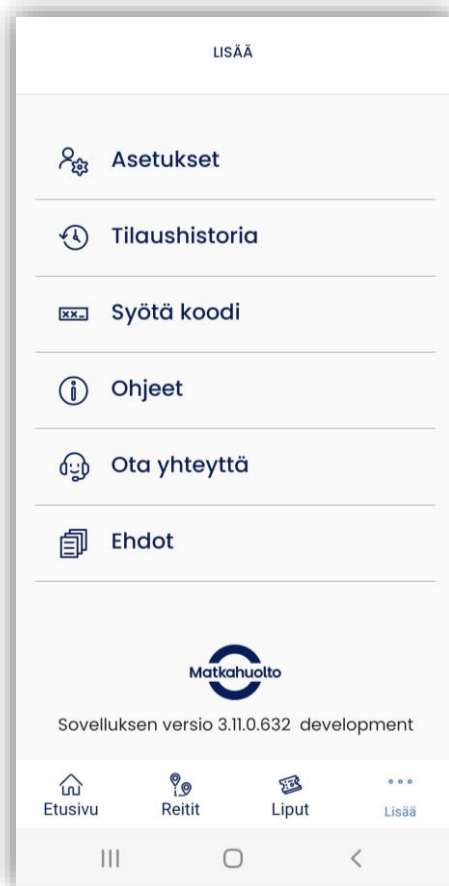 LISÄÄ
Asetukset
Tilaushistoria
Syötä koodi
Ohjeet
Ota yhteyttä
Ehdot
Matkahuolto
Sovelluksen versio 3.11.0.632 development
Etusivu Reitit Liput Lisää